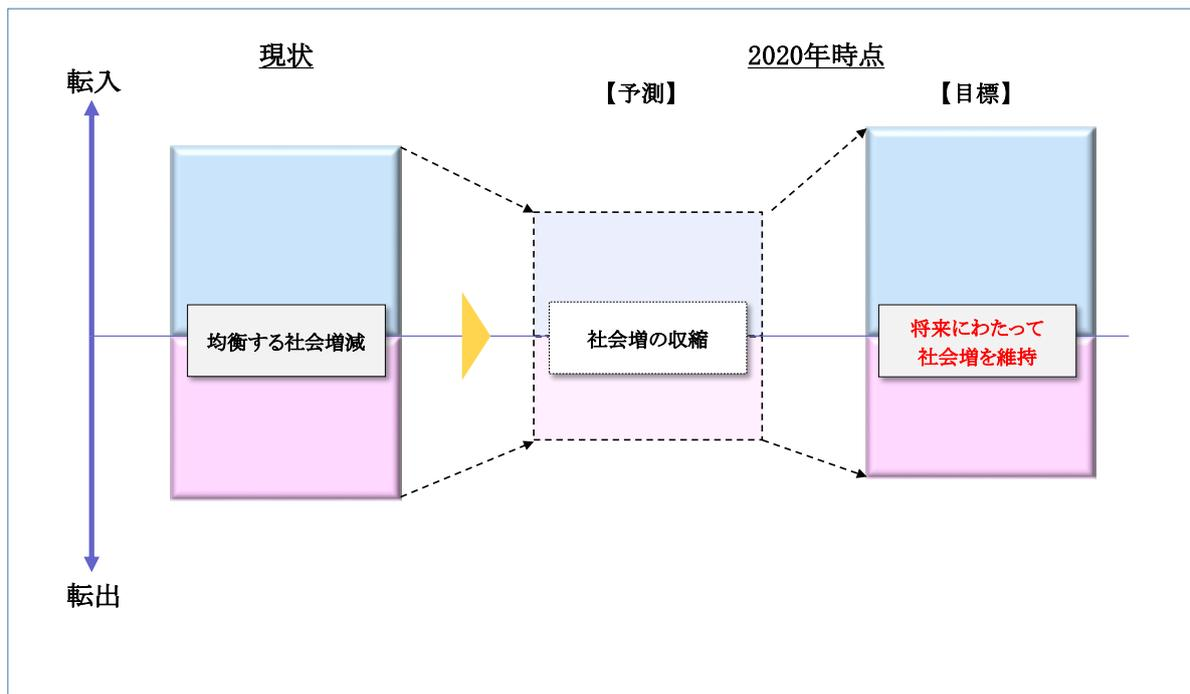 現状
2020年時点
転入
【予測】
【目標】
均衡する社会増減
社会増の収縮
将来にわたって
社会増を維持
転出